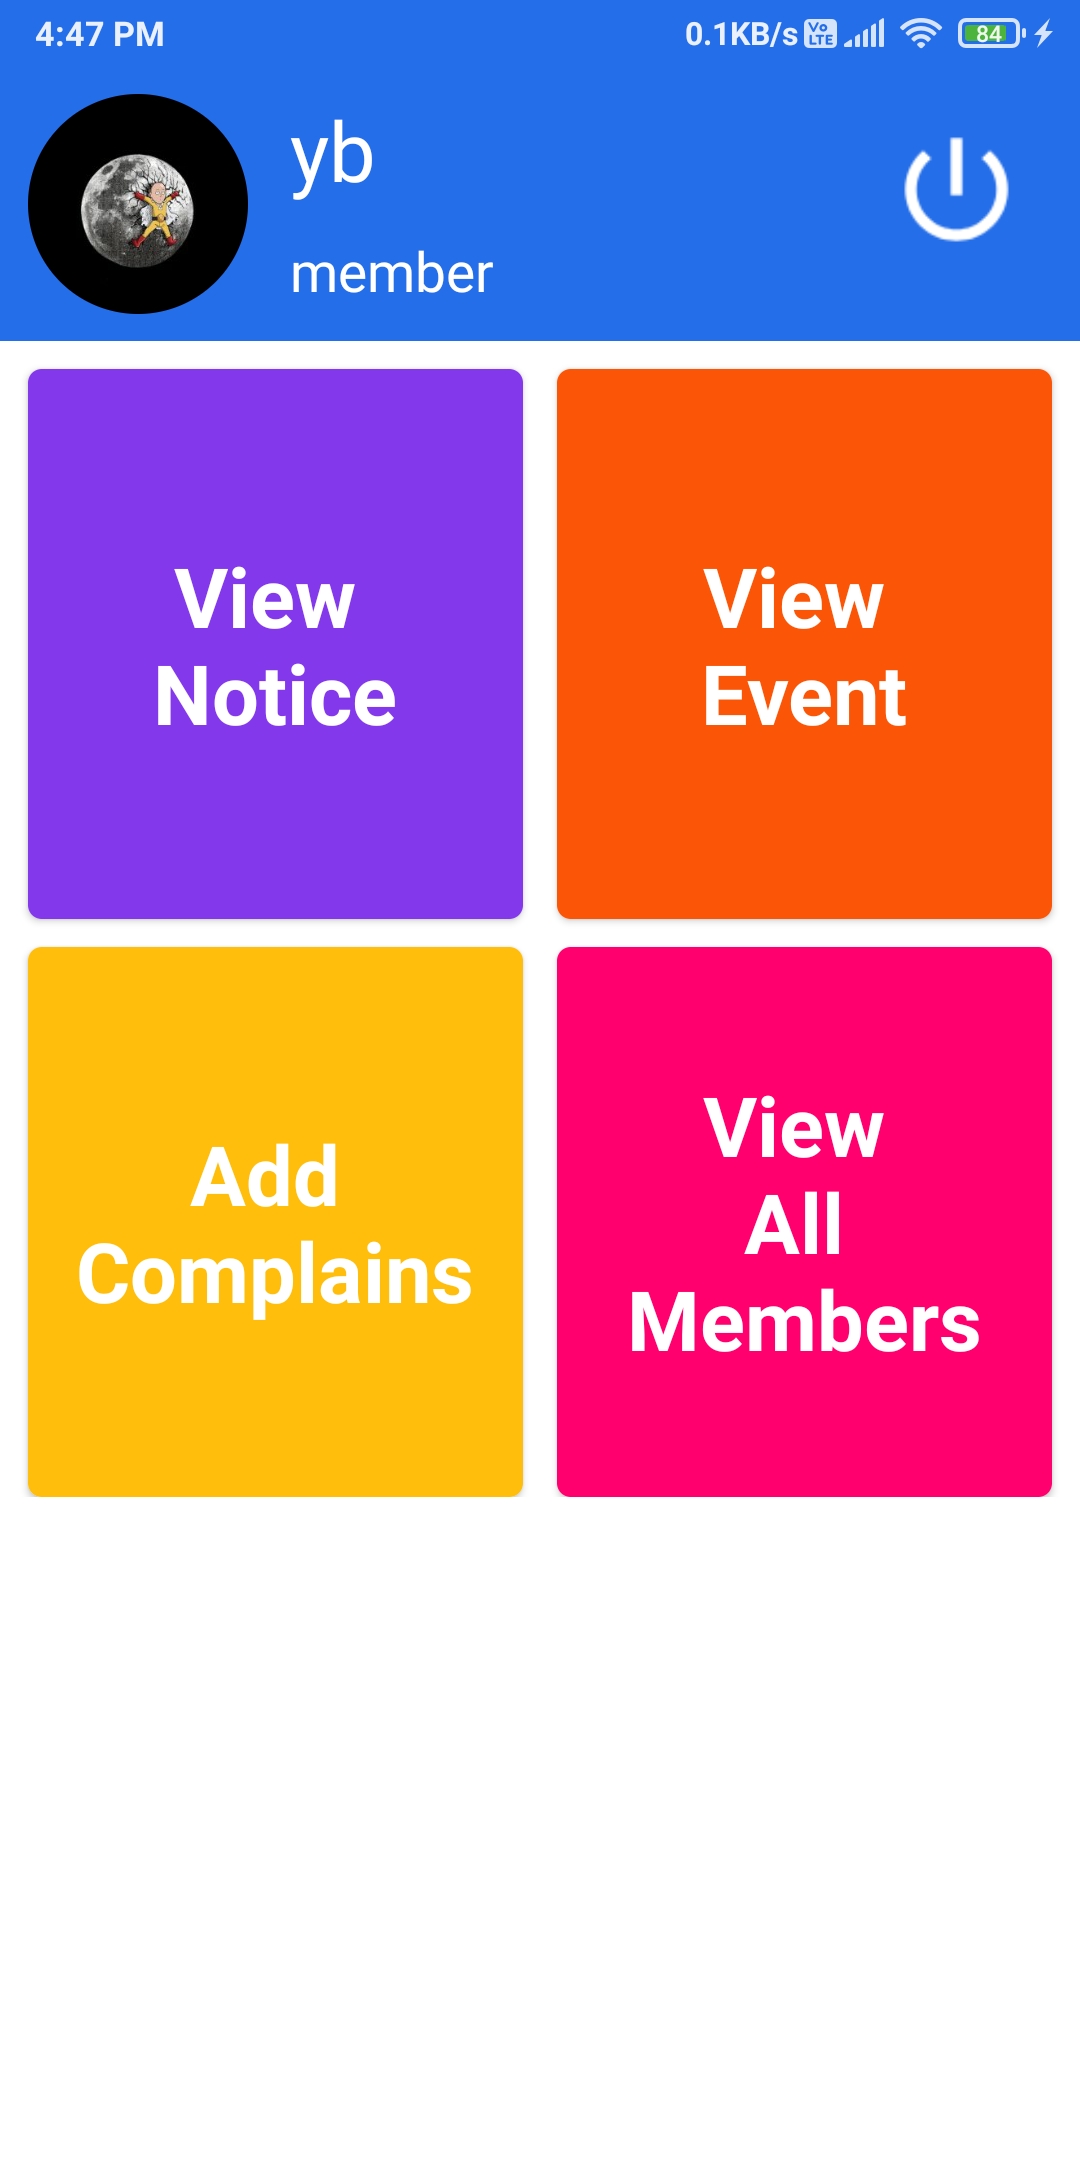 4:47 PM
0.1KB/s Vo LTE 84
yb
member
View
Notice
View
Event
Add
Complains
View
All
Members